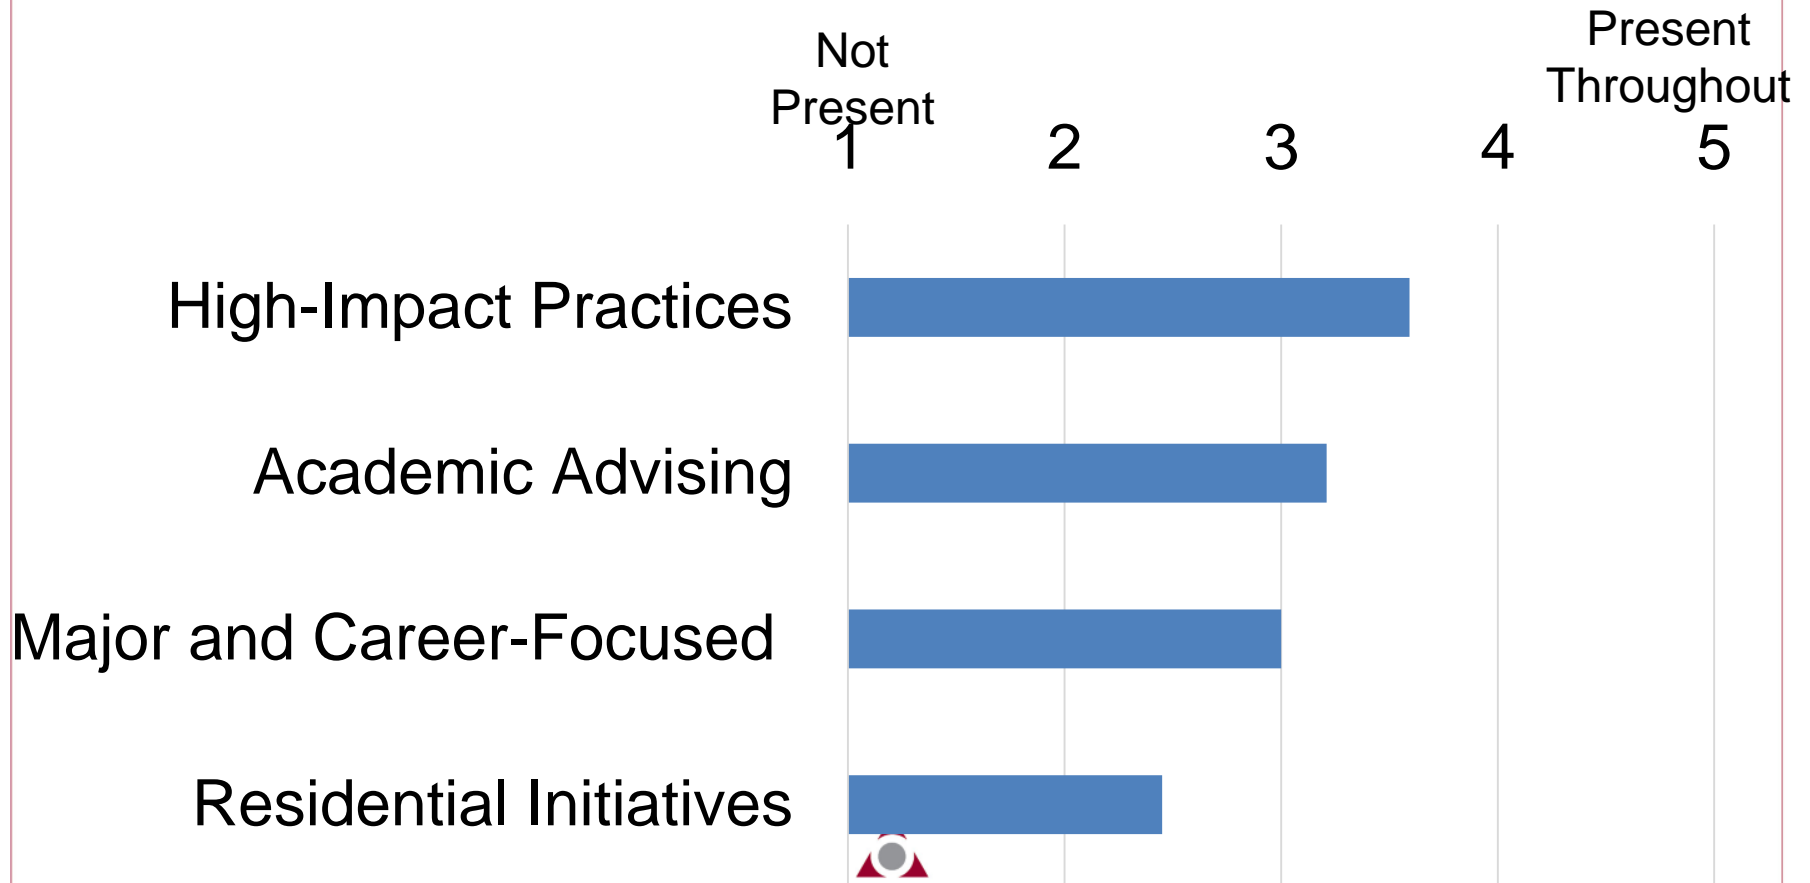 Not
Present
Present
Throughout
1 2 3 4 5
High-Impact Practices
Academic Advising
Major and Career-Focused
Residential Initiatives